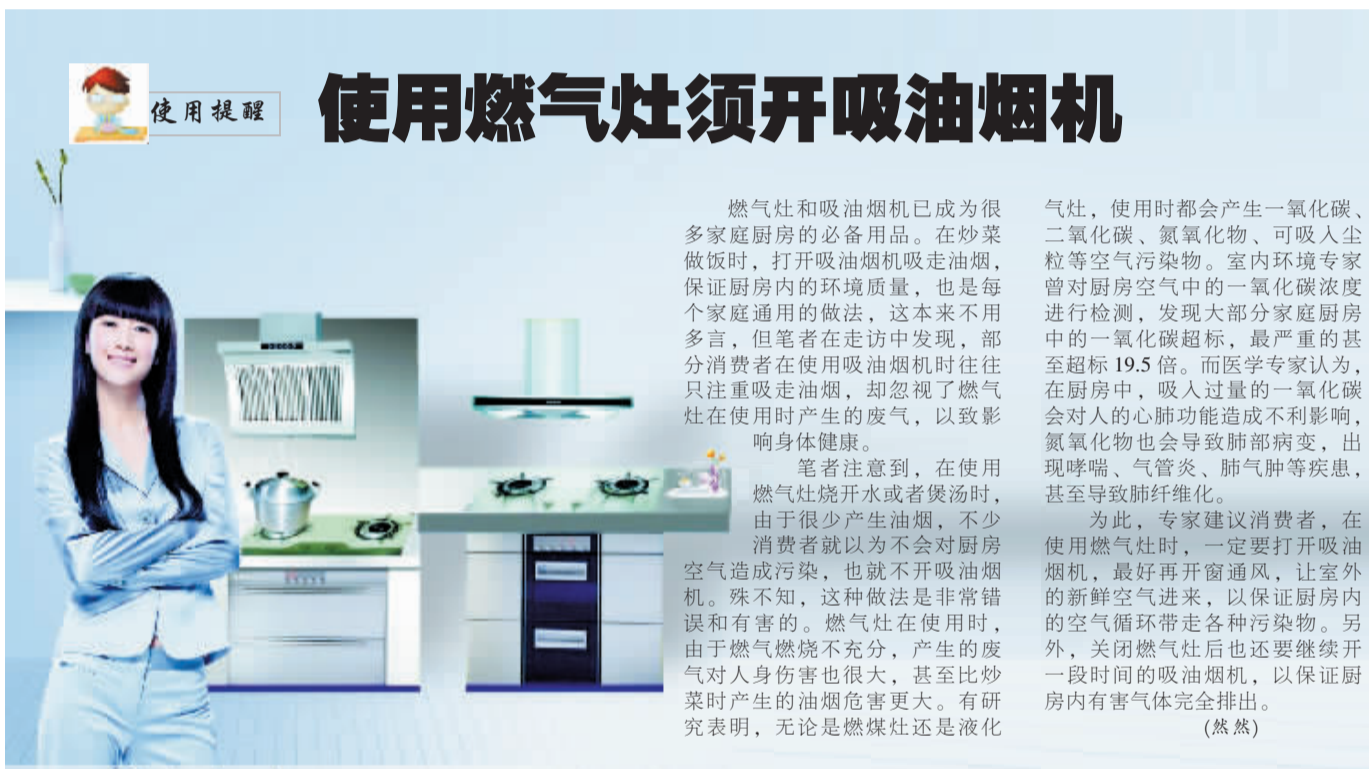 使用提醒
使用燃气灶须开吸油烟机
燃气灶和吸油烟机已成为很
多家庭厨房的必备用品。在炒菜
做饭时，打开吸油烟机吸走油烟，
保证厨房内的环境质量，也是每
个家庭通用的做法，这本来不用
多言，但笔者在走访中发现，部
分消费者在使用吸油烟机时往往
只注重吸走油烟，却忽视了燃气
灶在使用时产生的废气，以致影
响身体健康。
笔者注意到，在使用
燃气灶烧开水或者煲汤时，
由于很少产生油烟，不少
消费者就以为不会对厨房
空气造成污染，也就不开吸油烟
机。殊不知，这种做法是非常错
误和有害的。燃气灶在使用时，
由于燃气燃烧不充分，产生的废
气对人身伤害也很大，甚至比炒
菜时产生的油烟危害更大。有研
究表明，无论是燃煤灶还是液化
气灶，使用时都会产生一氧化碳、
二氧化碳、氮氧化物、可吸入尘
粒等空气污染物。室内环境专家
曾对厨房空气中的一氧化碳浓度
进行检测，发现大部分家庭厨房
中的一氧化碳超标，最严重的甚
至超标 19.5 倍。而医学专家认为，
在厨房中，吸入过量的一氧化碳
会对人的心肺功能造成不利影响，
氮氧化物也会导致肺部病变，出
现哮喘、气管炎、肺气肿等疾患，
甚至导致肺纤维化。
为此，专家建议消费者，在
使用燃气灶时，一定要打开吸油
烟机，最好再开窗通风，让室外
的新鲜空气进来，以保证厨房内
的空气循环带走各种污染物。另
外，关闭燃气灶后也还要继续开
一段时间的吸油烟机，以保证厨
房内有害气体完全排出。
(然然)